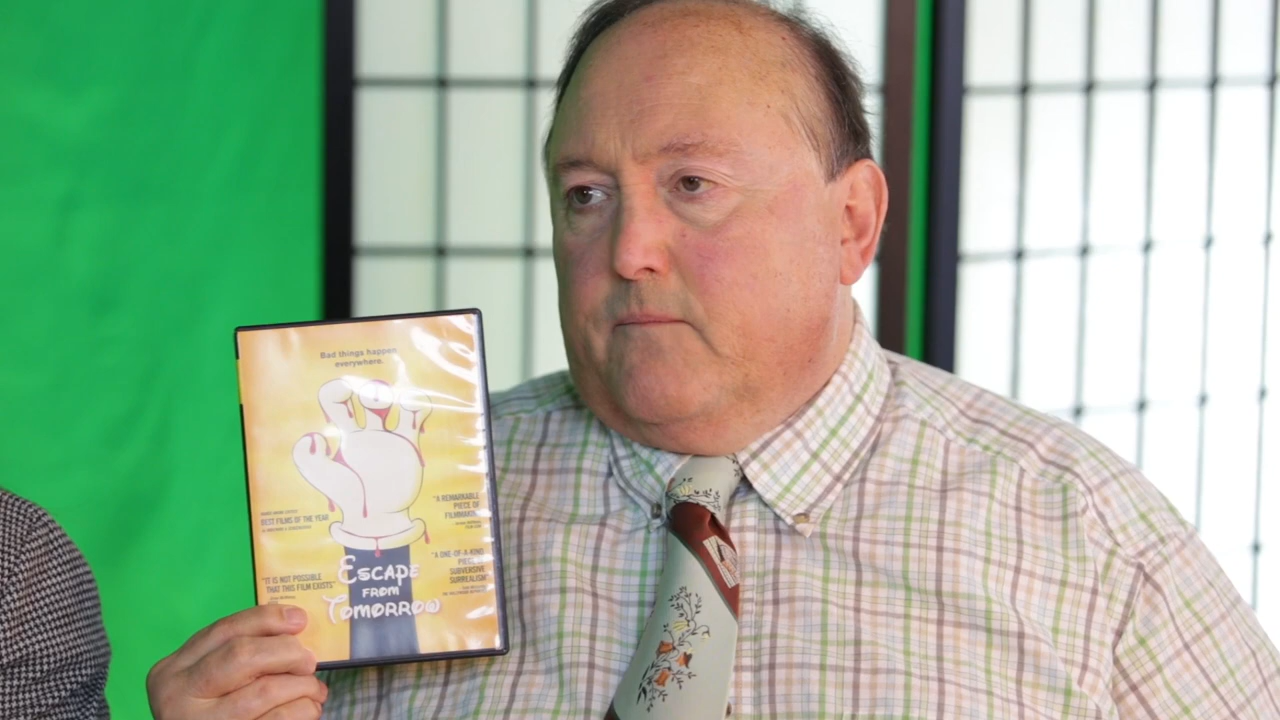 Bad things happen
everywhere.
"A REMARKABLE
PIECE OF
FILMMAKING."
BEST FILMS OF THE YEAR
"A ONE-OF-A-KIND
PIECE OF
SUBVERSIVE
SURREALISM"
"IT IS NOT POSSIBLE
THAT THIS FILM EXISTS"
ESCAPE
FROM
TOMORROW